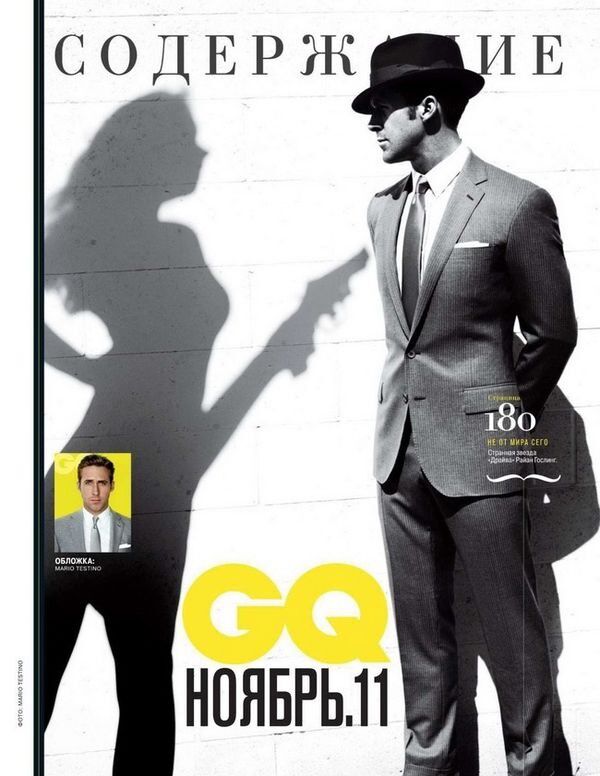 СОДЕРЖАНИЕ
Страница
180
НЕ ОТ МИРА СЕГО
Странная звезда
«Драйва» Райан Гослинг.
GQ
ОБЛОЖКА:
MARIO TESTINO
GQ
НОЯБРЬ.11
ФОТО: MARIO TESTINO